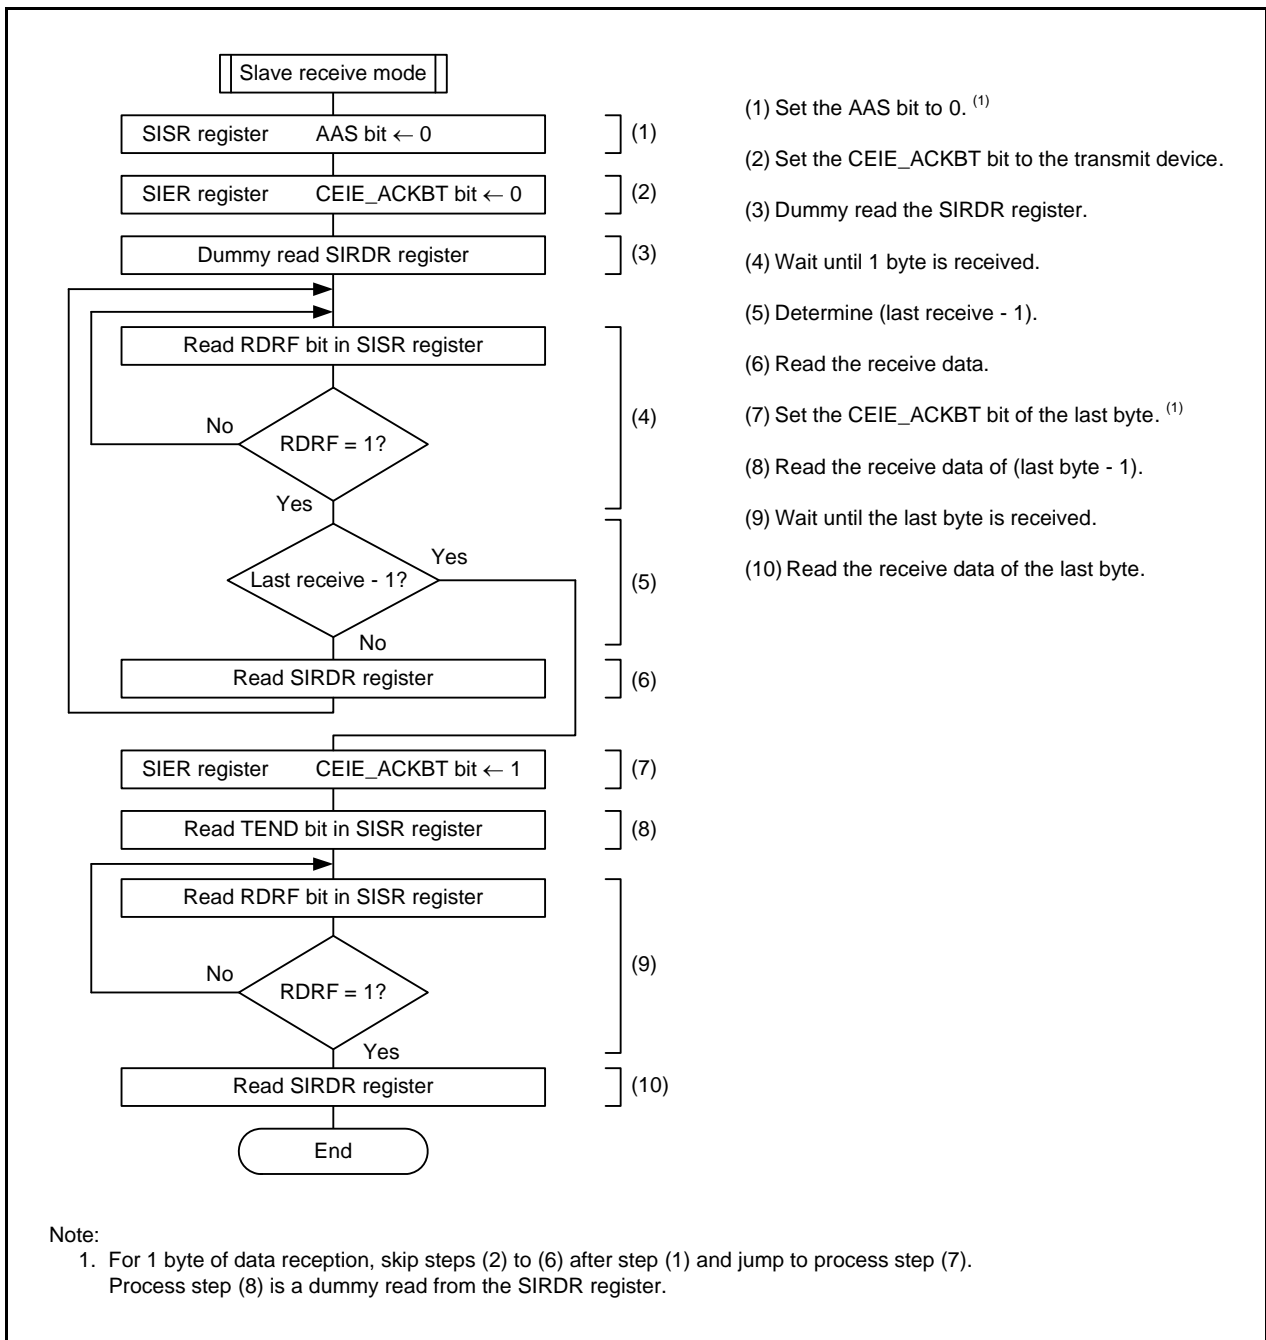 Slave receive mode
SISR register AAS bit ← 0 (1)
SIER register CEIE_ACKBT bit ← 0 (2)
Dummy read SIRDR register (3)
Read RDRF bit in SISR register
(4)
No
RDRF = 1?
Yes
Yes
Last receive - 1? (5)
No
Read SIRDR register (6)
SIER register CEIE_ACKBT bit ← 1 (7)
Read TEND bit in SISR register (8)
Read RDRF bit in SISR register
(9)
No
RDRF = 1?
Yes
Read SIRDR register (10)
End
(1) Set the AAS bit to 0. (1)
(2) Set the CEIE_ACKBT bit to the transmit device.
(3) Dummy read the SIRDR register.
(4) Wait until 1 byte is received.
(5) Determine (last receive - 1).
(6) Read the receive data.
(7) Set the CEIE_ACKBT bit of the last byte. (1)
(8) Read the receive data of (last byte - 1).
(9) Wait until the last byte is received.
(10) Read the receive data of the last byte.
Note:
1. For 1 byte of data reception, skip steps (2) to (6) after step (1) and jump to process step (7).
Process step (8) is a dummy read from the SIRDR register.